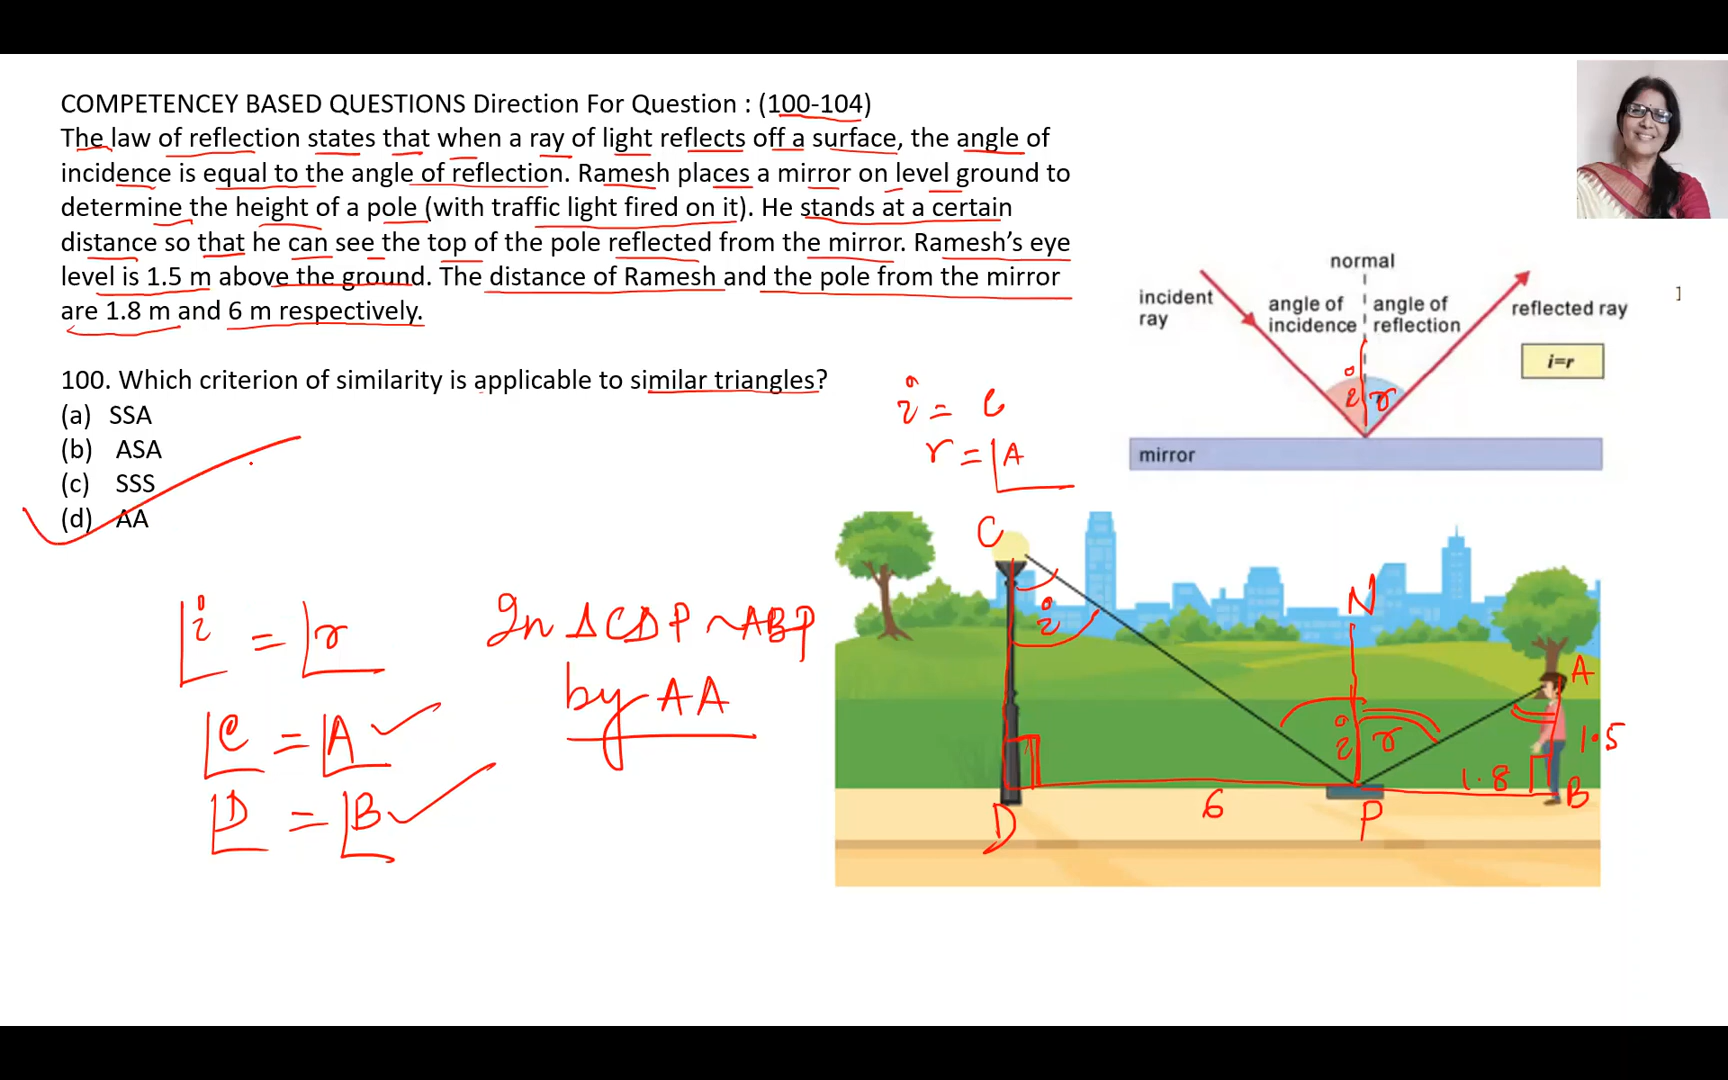 COMPETENCEY BASED QUESTIONS Direction For Question : (100-104)
The law of reflection states that when a ray of light reflects off a surface, the angle of
incidence is equal to the angle of reflection. Ramesh places a mirror on level ground to
determine the height of a pole (with traffic light fired on it). He stands at a certain
distance so that he can see the top of the pole reflected from the mirror. Ramesh's eye
level is 1.5 m above the ground. The distance of Ramesh and the pole from the mirror
are 1.8 m and 6 m respectively.
100. Which criterion of similarity is applicable to similar triangles?
(a) SSA
(b) ASA
(c) SSS
(d) AA
∠i = ∠r
∠C = ∠A
∠D = ∠B
In ΔCDP ~ ABP
by AA
i = C
r = ∠A
normal
incident
ray
angle of
incidence
angle of
reflection
reflected ray
i=r
i r
mirror
]
C
i
N
A
i r
1.5
1.8
B
D
6
P